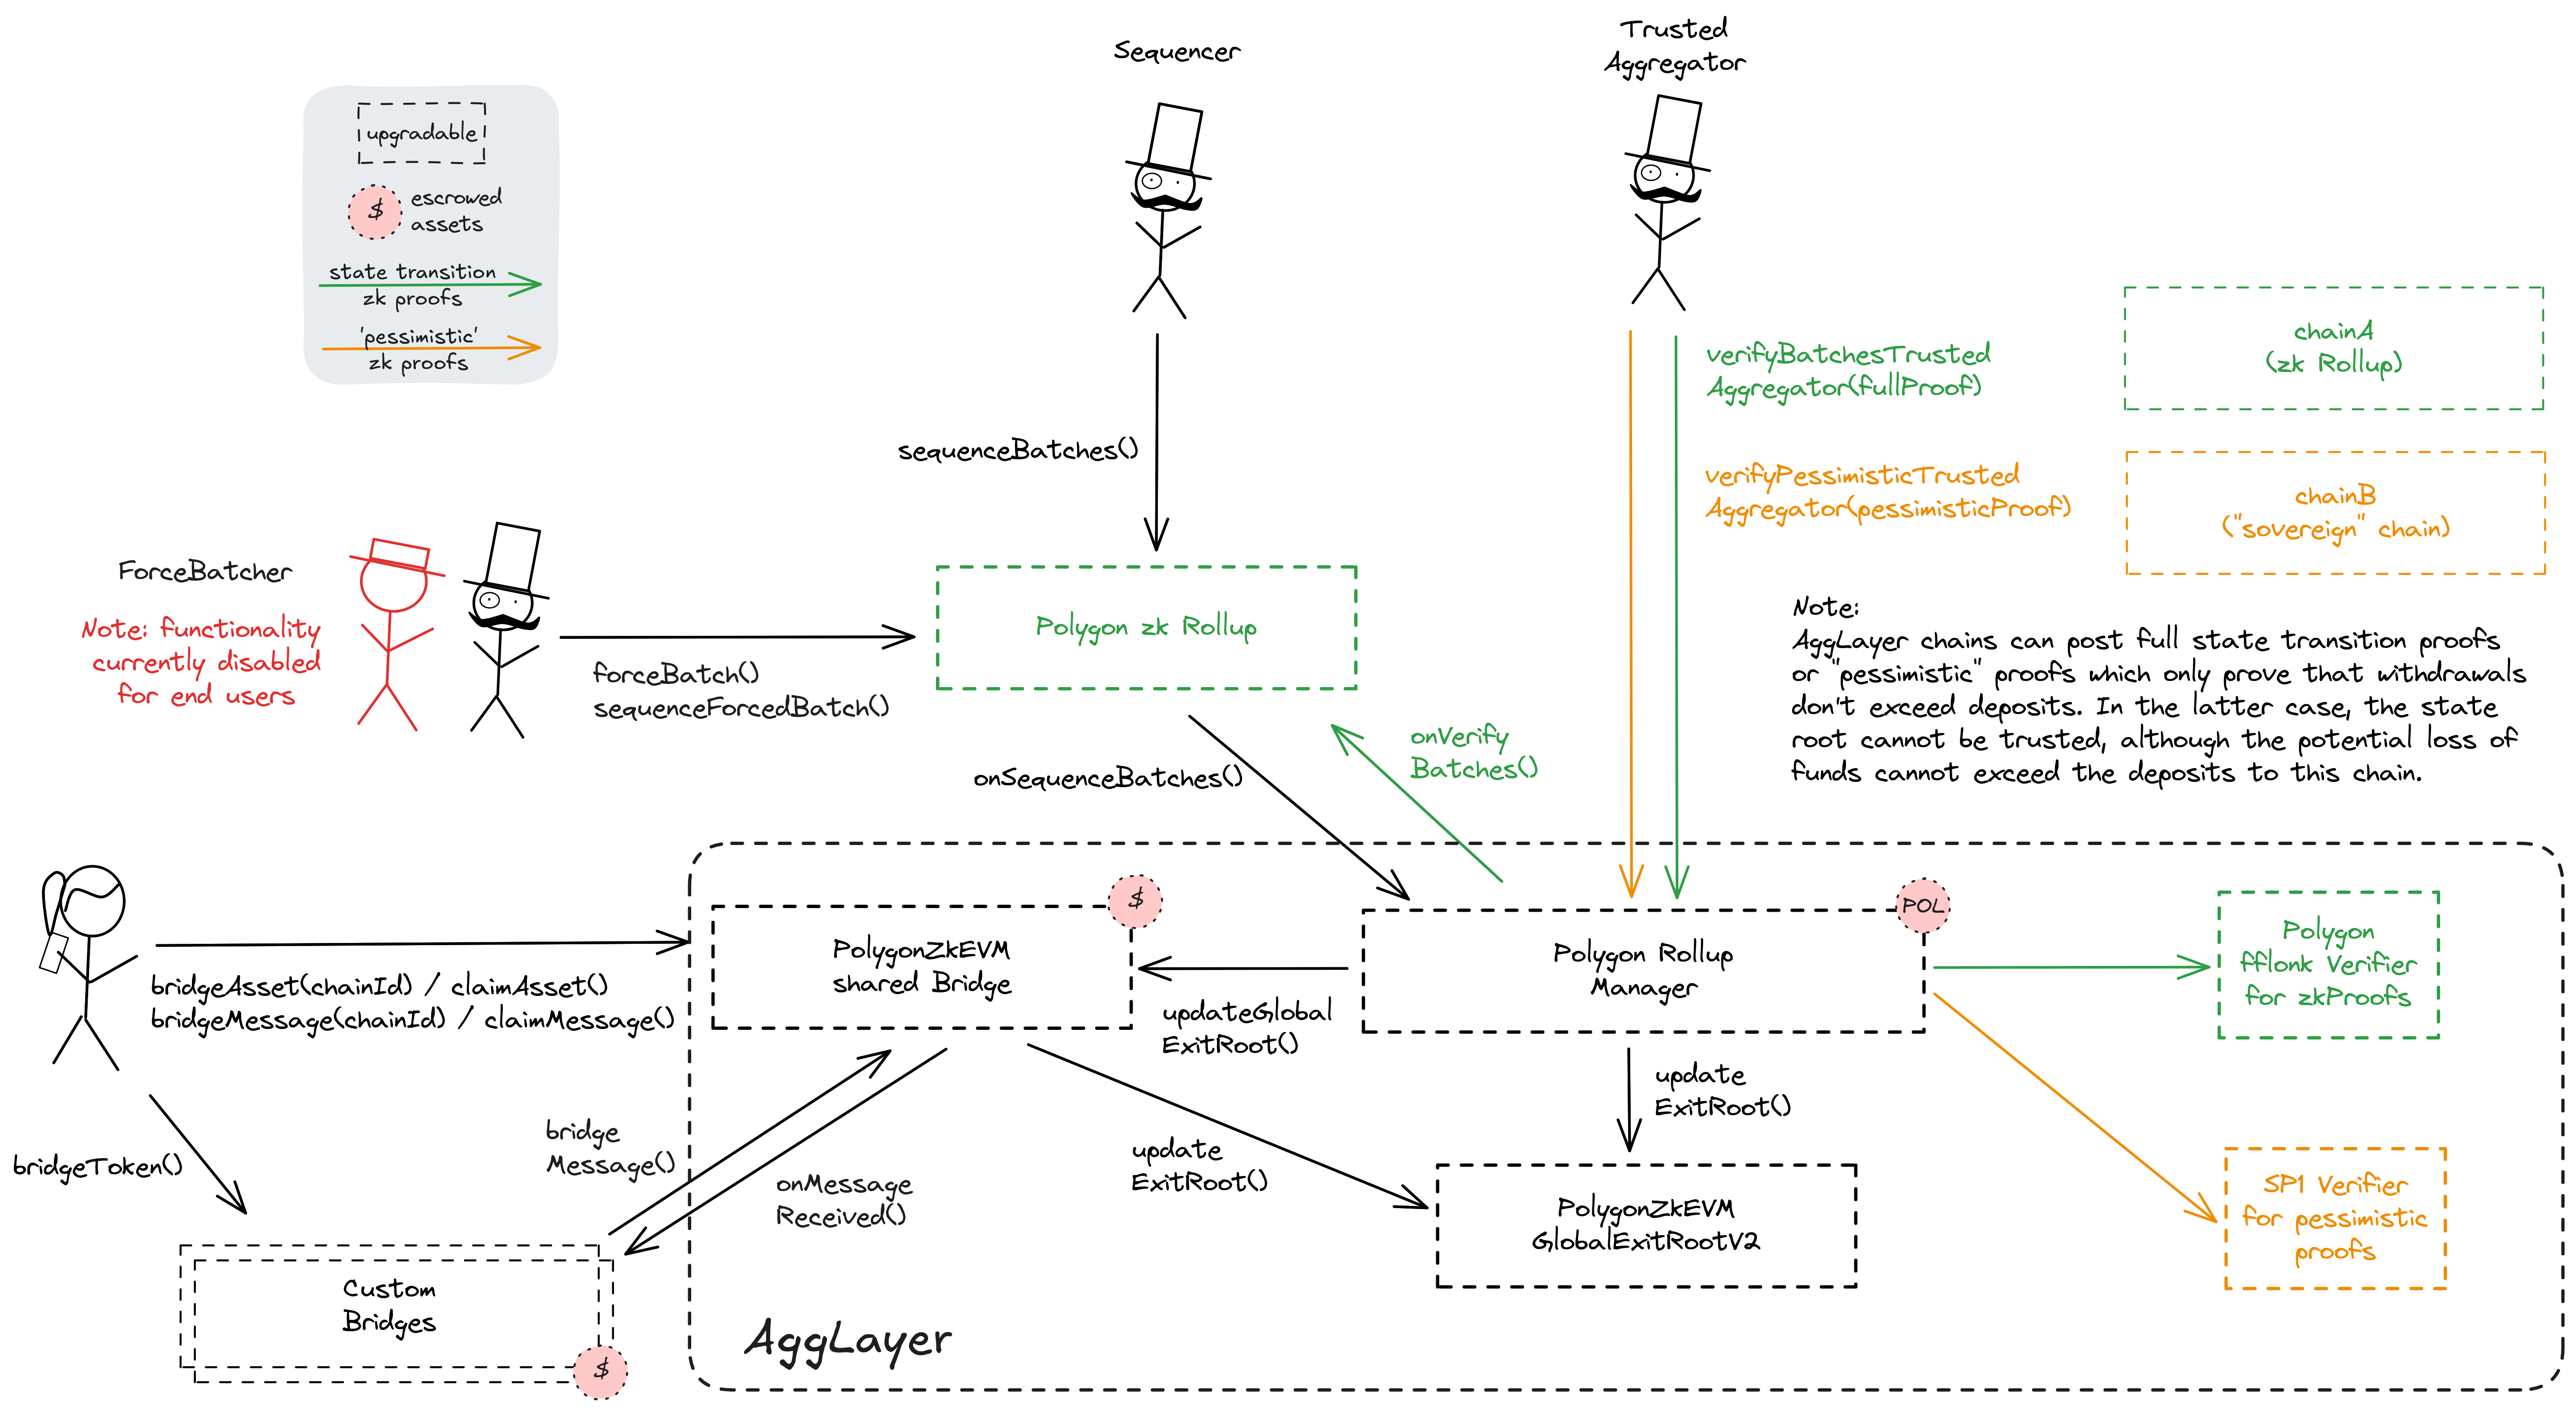 Sequencer
Trusted
Aggregator
upgradable
$
escrowed
assets
state transition
zk proofs
'pessimistic'
zk proofs
verifyBatchesTrusted
Aggregator(fullProof)
chainA
(zk Rollup)
sequenceBatches()
verifyPessimisticTrusted
Aggregator(pessimisticProof)
chainB
("sovereign" chain)
ForceBatcher
Note: functionality
currently disabled
for end users
forceBatch()
sequenceForcedBatch()
Polygon zk Rollup
Note:
AggLayer chains can post full state transition proofs
or "pessimistic" proofs which only prove that withdrawals
don't exceed deposits. In the latter case, the state
root cannot be trusted, although the potential loss of
funds cannot exceed the deposits to this chain.
onSequenceBatches()
onVerify
Batches()
bridgeAsset(chainId) / claimAsset()
bridgeMessage(chainId) / claimMessage()
$
PolygonZkEVM
shared Bridge
updateGlobal
ExitRoot()
POL
Polygon Rollup
Manager
Polygon
fflonk Verifier
for zkProofs
bridgeToken()
bridge
Message()
onMessage
Received()
update
ExitRoot()
update
ExitRoot()
PolygonZkEVM
GlobalExitRootV2
SP1 Verifier
for pessimistic
proofs
Custom
Bridges
$
AggLayer